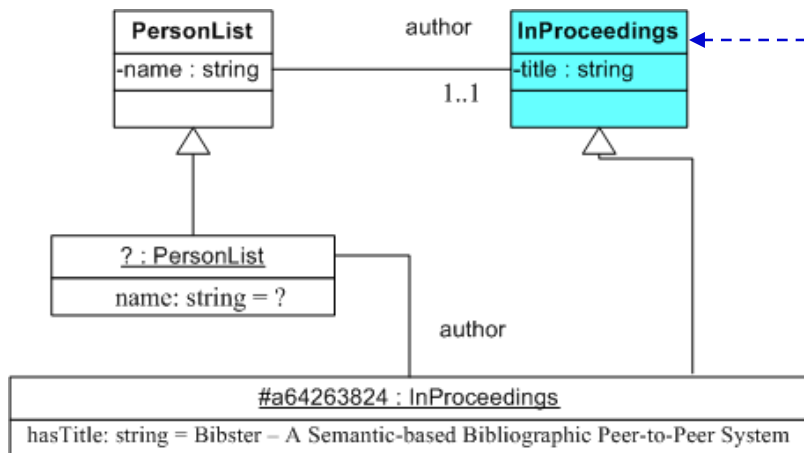 PersonList
author
InProceedings
-name : string
-title : string
1..1
? : PersonList
name: string = ?
author
#a64263824 : InProceedings
hasTitle: string = Bibster – A Semantic-based Bibliographic Peer-to-Peer System